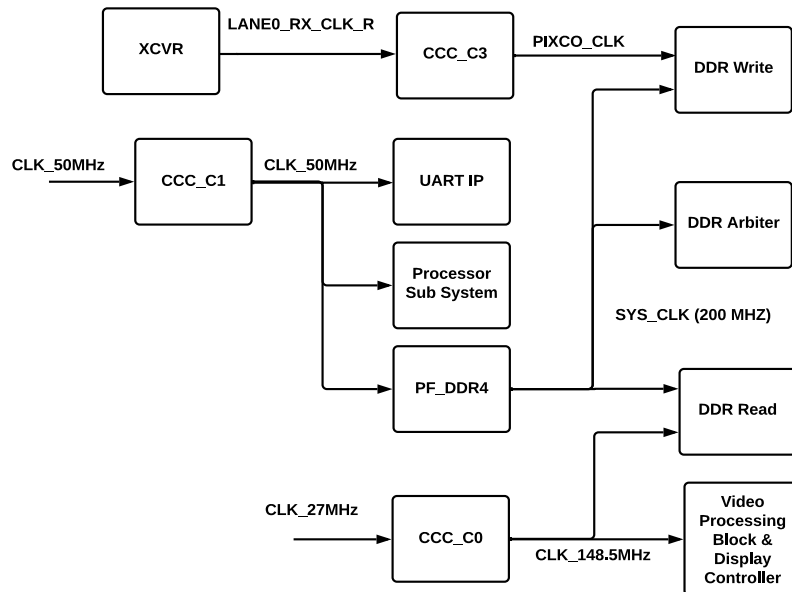 LANE0_RX_CLK_R
XCVR
CCC_C3
PIXCO_CLK
DDR Write
CLK_50MHz
CCC_C1
CLK_50MHz
UART IP
DDR Arbiter
Processor
Sub System
SYS_CLK (200 MHZ)
PF_DDR4
DDR Read
CLK_27MHz
CCC_C0
CLK_148.5MHz
Video
Processing
Block &
Display
Controller